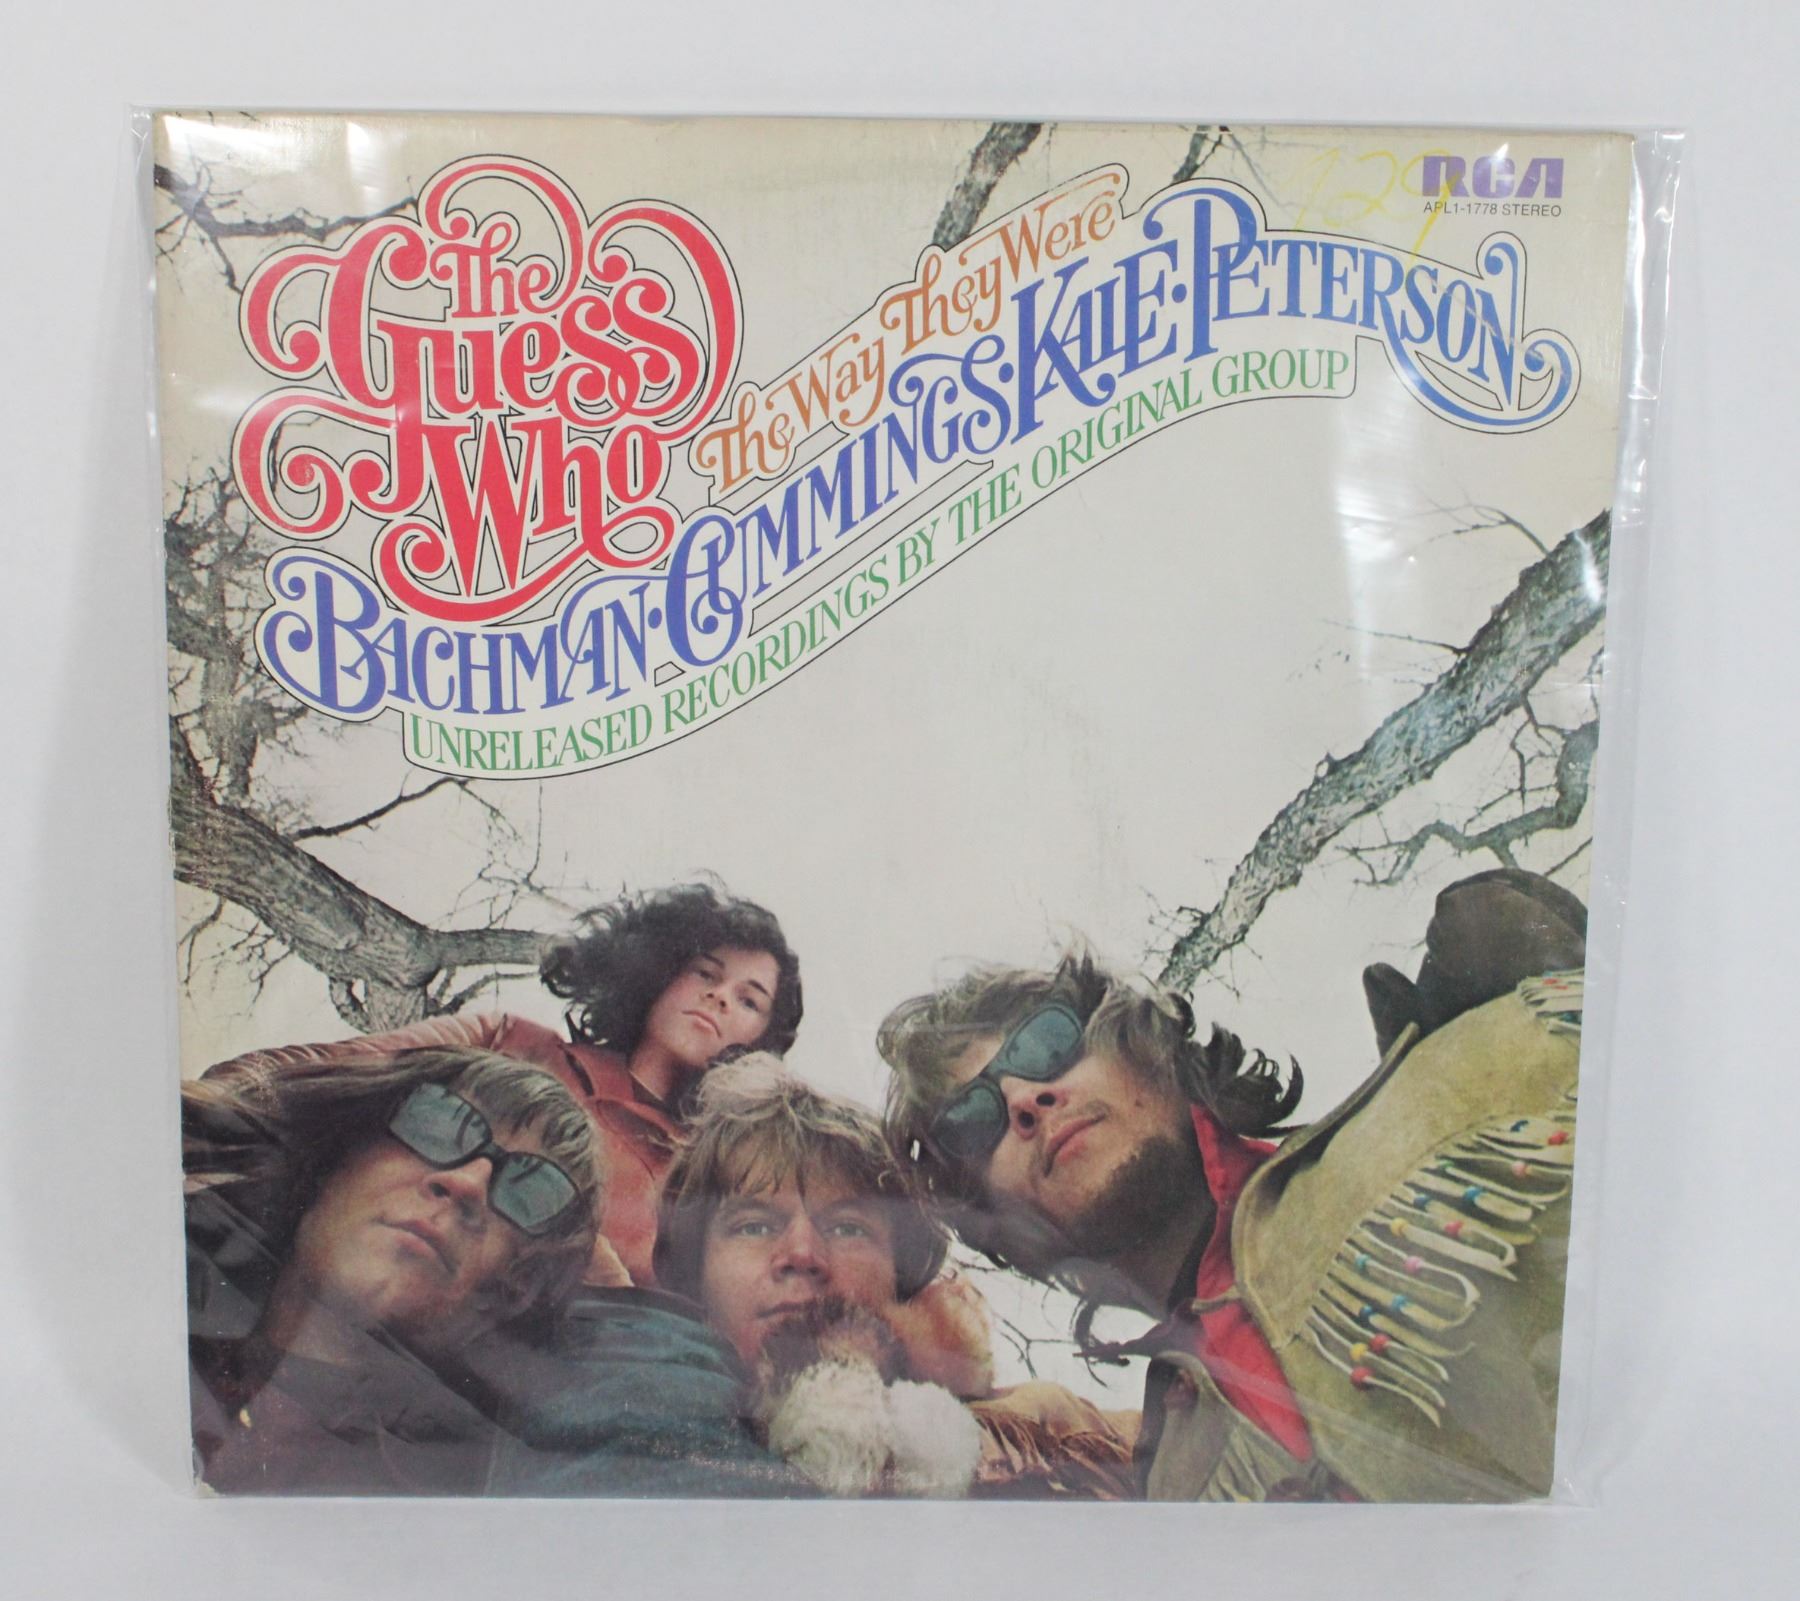 The
Guess
Who
The Way They Were
BACHMAN·CUMMINGS·KALE·PETERSON
UNRELEASED RECORDINGS BY THE ORIGINAL GROUP
129
RCA
APL1-1778 STEREO